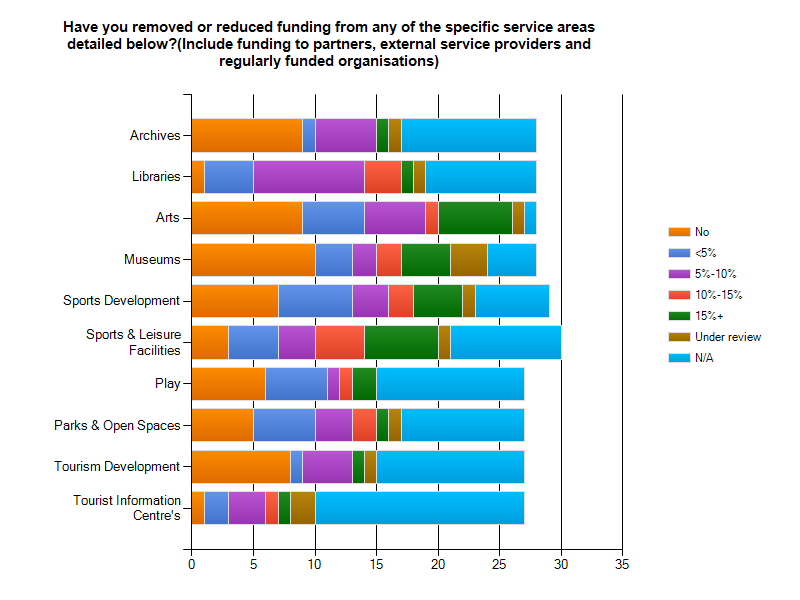 Have you removed or reduced funding from any of the specific service areas
detailed below?(Include funding to partners, external service providers and
regularly funded organisations)
Archives
Libraries
Arts
Museums
Sports Development
Sports & Leisure
Facilities
Play
Parks & Open Spaces
Tourism Development
Tourist Information
Centre's
0 5 10 15 20 25 30 35
No
<5%
5%-10%
10%-15%
15%+
Under review
N/A